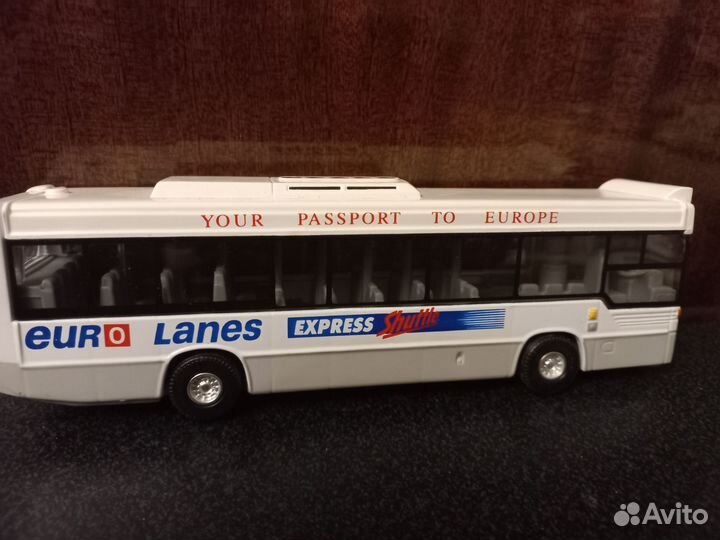 YOUR PASSPORT TO EUROPE
euro Lanes EXPRESS Shuttle
Avito